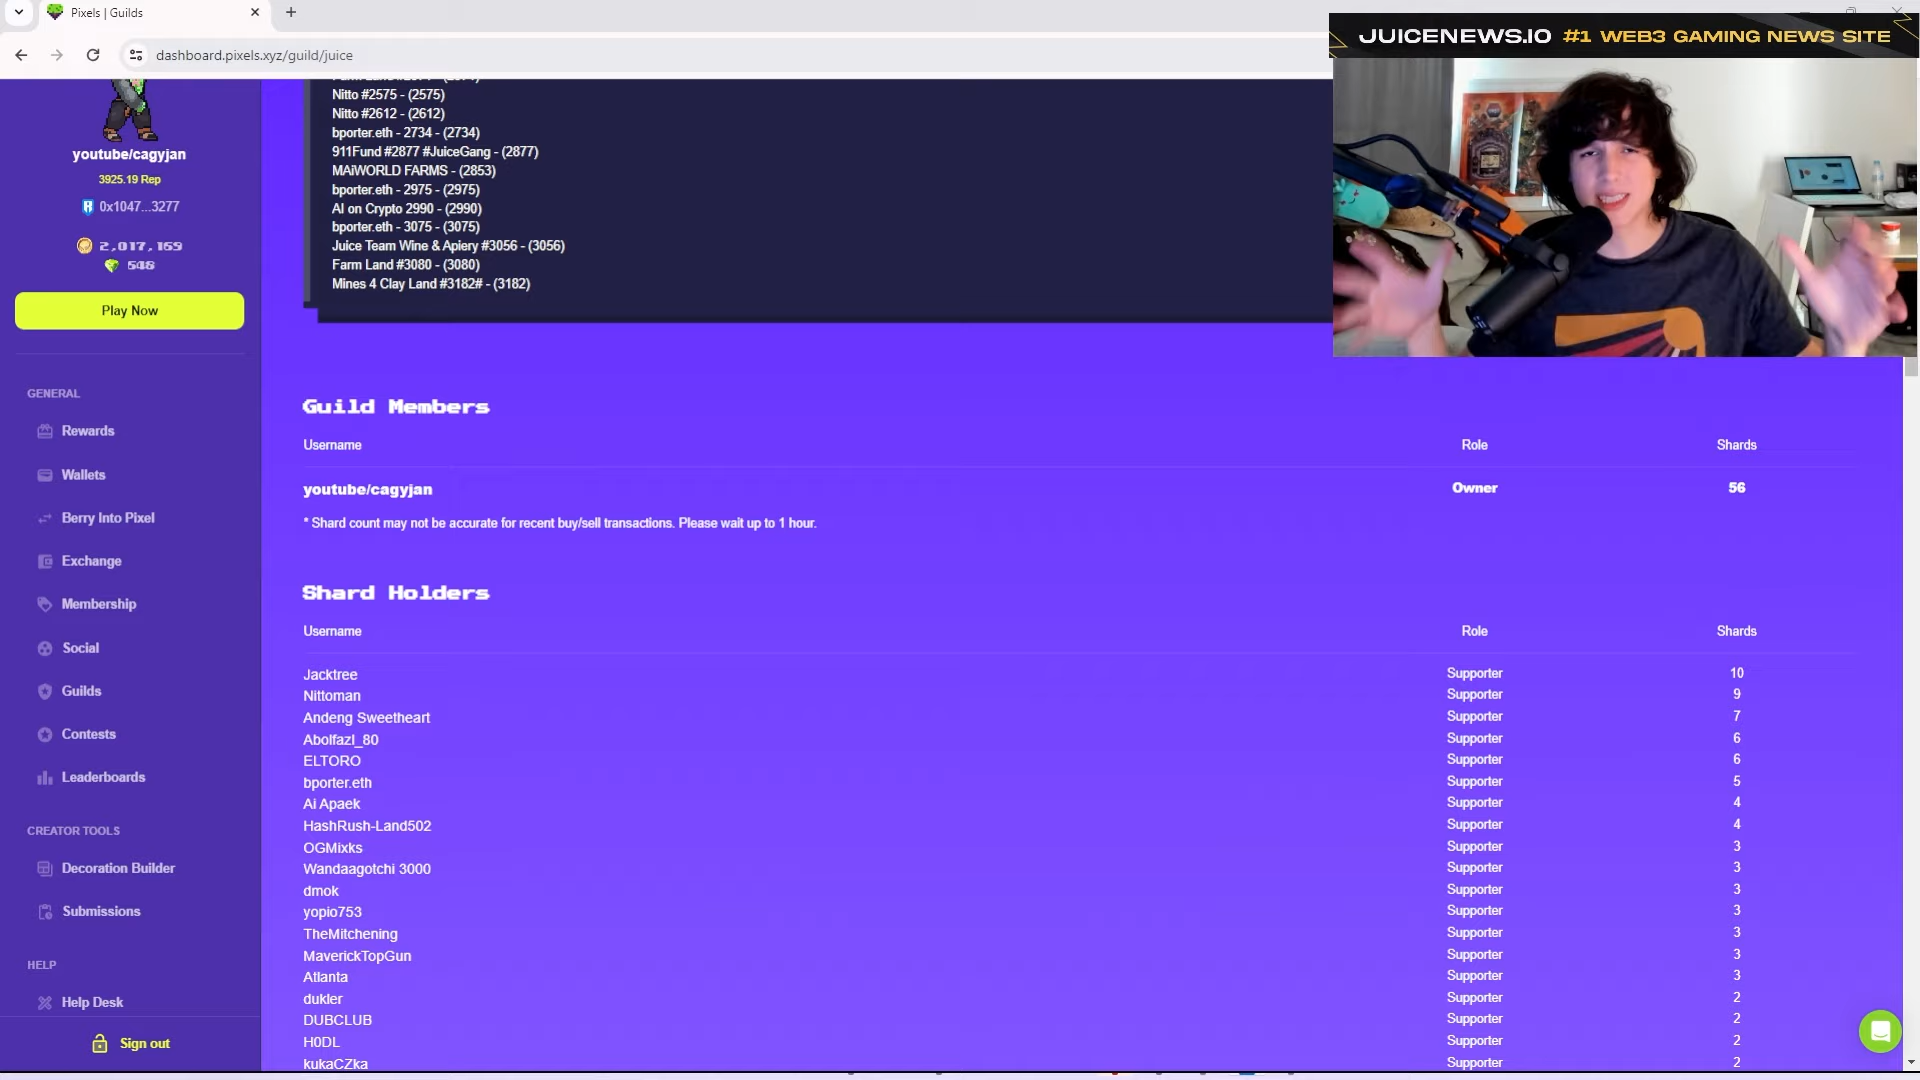 Pixels | Guilds
dashboard.pixels.xyz/guild/juice
JUICENEWS.IO #1 WEB3 GAMING NEWS SITE
youtube/cagyjan
3925.19 Rep
0x1047...3277
2,017,169
548
Play Now
GENERAL
Rewards
Wallets
Berry Into Pixel
Exchange
Membership
Social
Guilds
Contests
Leaderboards
CREATOR TOOLS
Decoration Builder
Submissions
HELP
Help Desk
Sign out
Nitto #2575 - (2575)
Nitto #2612 - (2612)
bporter.eth - 2734 - (2734)
911Fund #2877 #JuiceGang - (2877)
MAiWORLD FARMS - (2853)
bporter.eth - 2975 - (2975)
AI on Crypto 2990 - (2990)
bporter.eth - 3075 - (3075)
Juice Team Wine & Apiery #3056 - (3056)
Farm Land #3080 - (3080)
Mines 4 Clay Land #3182# - (3182)
Guild Members
Username Role Shards
youtube/cagyjan Owner 56
* Shard count may not be accurate for recent buy/sell transactions. Please wait up to 1 hour.
Shard Holders
Username Role Shards
Jacktree Supporter 10
Nittoman Supporter 9
Andeng Sweetheart Supporter 7
Abolfazl_80 Supporter 6
ELTORO Supporter 6
bporter.eth Supporter 5
Ai Apaek Supporter 4
HashRush-Land502 Supporter 4
OGMixks Supporter 3
Wandaagotchi 3000 Supporter 3
dmok Supporter 3
yopio753 Supporter 3
TheMitchening Supporter 3
MaverickTopGun Supporter 3
Atlanta Supporter 3
dukler Supporter 2
DUBCLUB Supporter 2
H0DL Supporter 2
kukaCZka Supporter 2